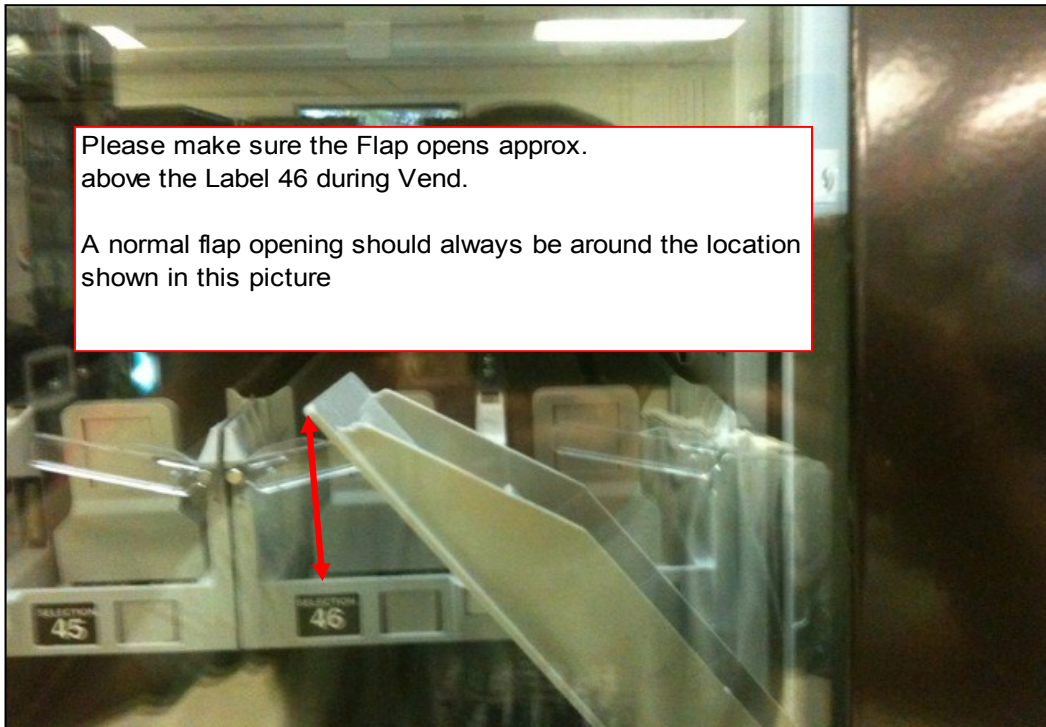 Please make sure the Flap opens approx.
above the Label 46 during Vend.
A normal flap opening should always be around the location
shown in this picture
SELECTION
45
SELECTION
46